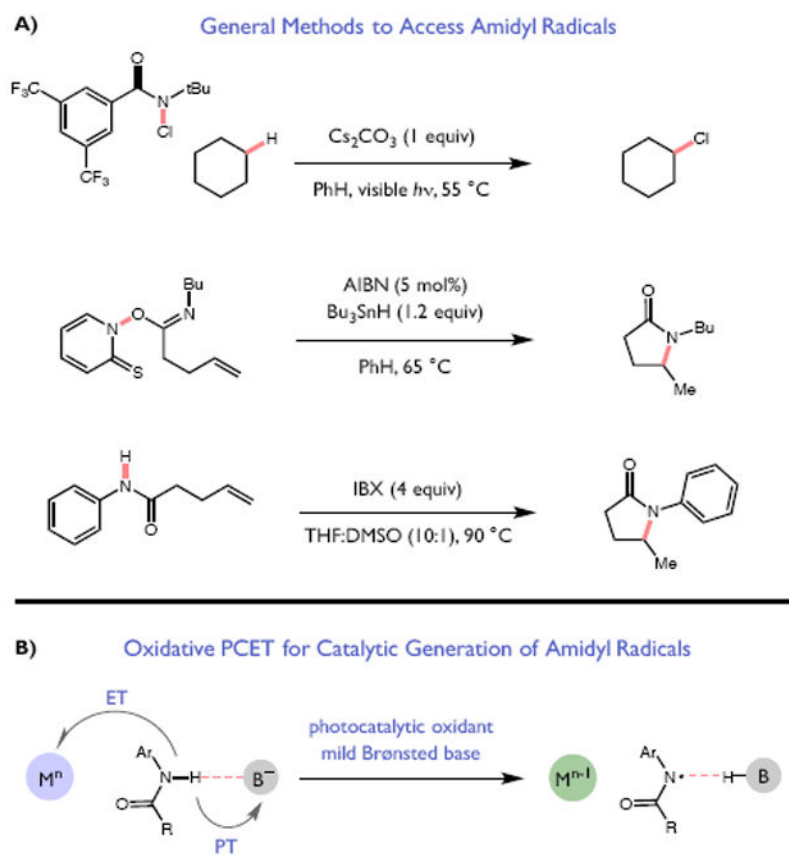 A) General Methods to Access Amidyl Radicals
O
F₃C
N
tBu
Cl
CF₃
H
Cs₂CO₃ (1 equiv)
PhH, visible hν, 55 °C
Cl
Bu
N
O
N
S
AIBN (5 mol%)
Bu₃SnH (1.2 equiv)
PhH, 65 °C
O
N
Bu
Me
H
N
O
IBX (4 equiv)
THF:DMSO (10:1), 90 °C
O
N
Me
B) Oxidative PCET for Catalytic Generation of Amidyl Radicals
ET
Mⁿ
Ar
N H
O
R
B⁻
PT
photocatalytic oxidant
mild Brønsted base
Mⁿ⁻¹
Ar
N•
O
R
H B